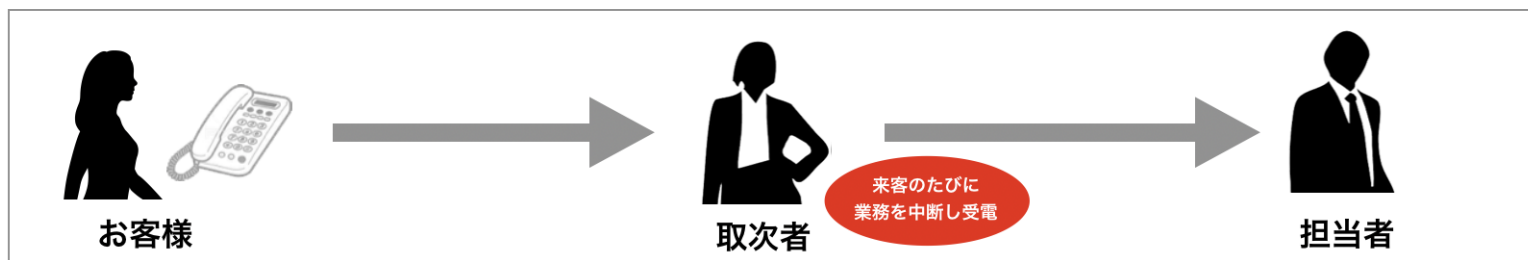 来客のたびに
業務を中断し受電
お客様
取次者
担当者